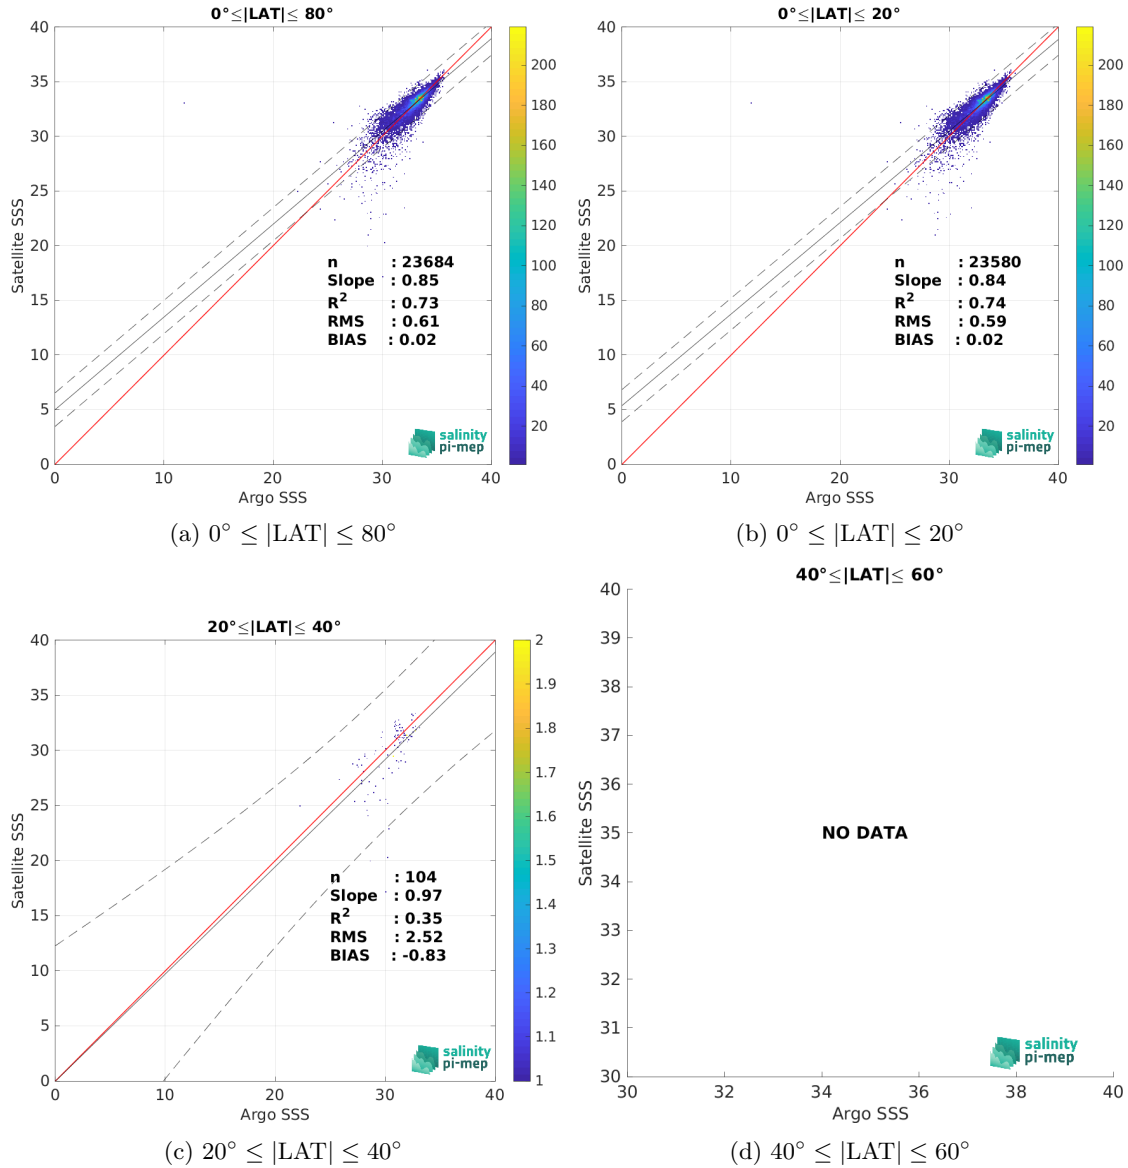 0°≤|LAT|≤ 80°
40
35
30
25
20
15
10
5
0
Satellite SSS
n : 23684
Slope : 0.85
R² : 0.73
RMS : 0.61
BIAS : 0.02
salinity
pi-mep
0 10 20 30 40
Argo SSS
200
180
160
140
120
100
80
60
40
20
(a) 0° ≤ |LAT| ≤ 80°
0°≤|LAT|≤ 20°
40
35
30
25
20
15
10
5
0
Satellite SSS
n : 23580
Slope : 0.84
R² : 0.74
RMS : 0.59
BIAS : 0.02
salinity
pi-mep
0 10 20 30 40
Argo SSS
200
180
160
140
120
100
80
60
40
20
(b) 0° ≤ |LAT| ≤ 20°
20°≤|LAT|≤ 40°
40
35
30
25
20
15
10
5
0
Satellite SSS
n : 104
Slope : 0.97
R² : 0.35
RMS : 2.52
BIAS : -0.83
salinity
pi-mep
0 10 20 30 40
Argo SSS
2
1.9
1.8
1.7
1.6
1.5
1.4
1.3
1.2
1.1
1
(c) 20° ≤ |LAT| ≤ 40°
40°≤|LAT|≤ 60°
40
39
38
37
36
35
34
33
32
31
30
Satellite SSS
NO DATA
salinity
pi-mep
30 32 34 36 38 40
Argo SSS
(d) 40° ≤ |LAT| ≤ 60°